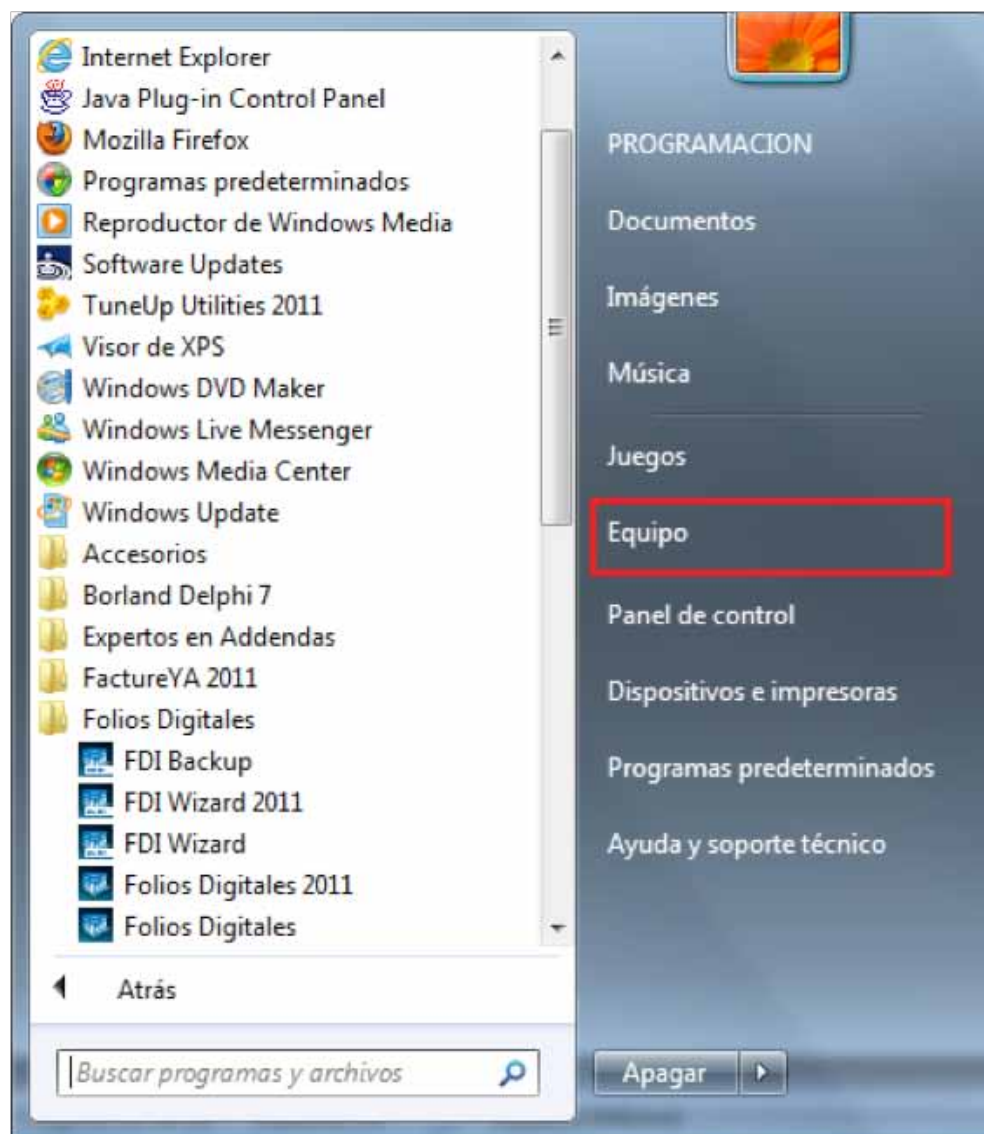 Internet Explorer
Java Plug-in Control Panel
Mozilla Firefox
Programas predeterminados
Reproductor de Windows Media
Software Updates
TuneUp Utilities 2011
Visor de XPS
Windows DVD Maker
Windows Live Messenger
Windows Media Center
Windows Update
Accesorios
Borland Delphi 7
Expertos en Addendas
FactureYA 2011
Folios Digitales
FDI Backup
FDI Wizard 2011
FDI Wizard
Folios Digitales 2011
Folios Digitales
Atrás
Buscar programas y archivos
PROGRAMACION
Documentos
Imágenes
Música
Juegos
Equipo
Panel de control
Dispositivos e impresoras
Programas predeterminados
Ayuda y soporte técnico
Apagar